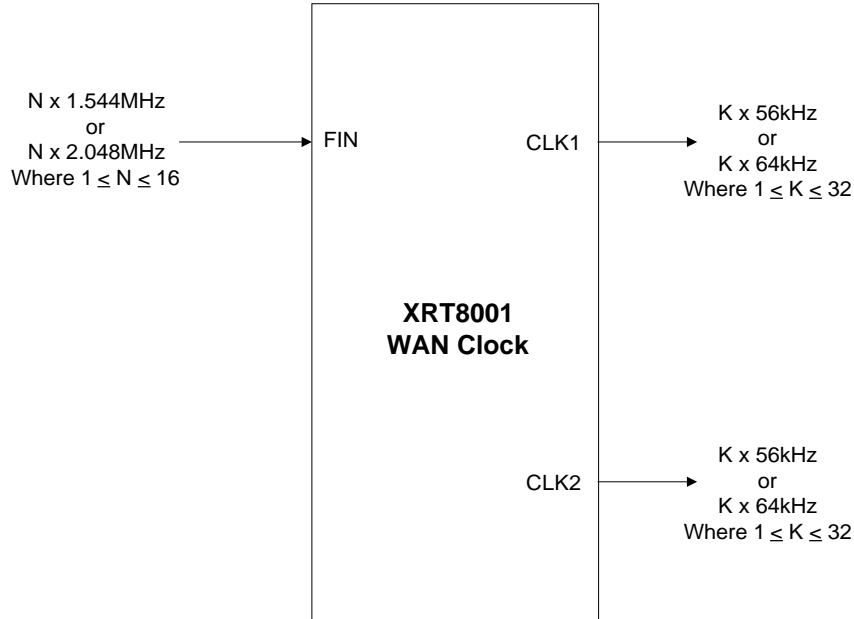 N x 1.544MHz
or
N x 2.048MHz
Where 1 ≤ N ≤ 16
FIN
CLK1
K x 56kHz
or
K x 64kHz
Where 1 ≤ K ≤ 32
XRT8001
WAN Clock
CLK2
K x 56kHz
or
K x 64kHz
Where 1 ≤ K ≤ 32